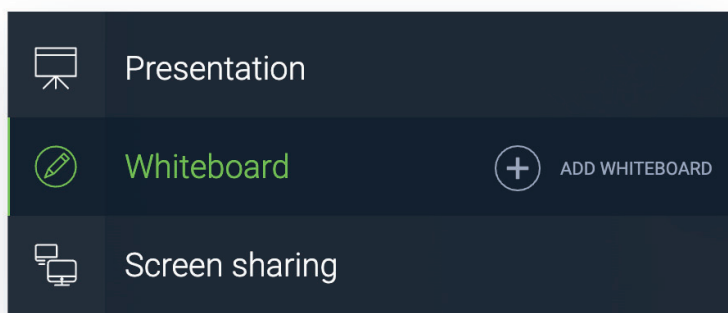 Presentation
Whiteboard
ADD WHITEBOARD
Screen sharing